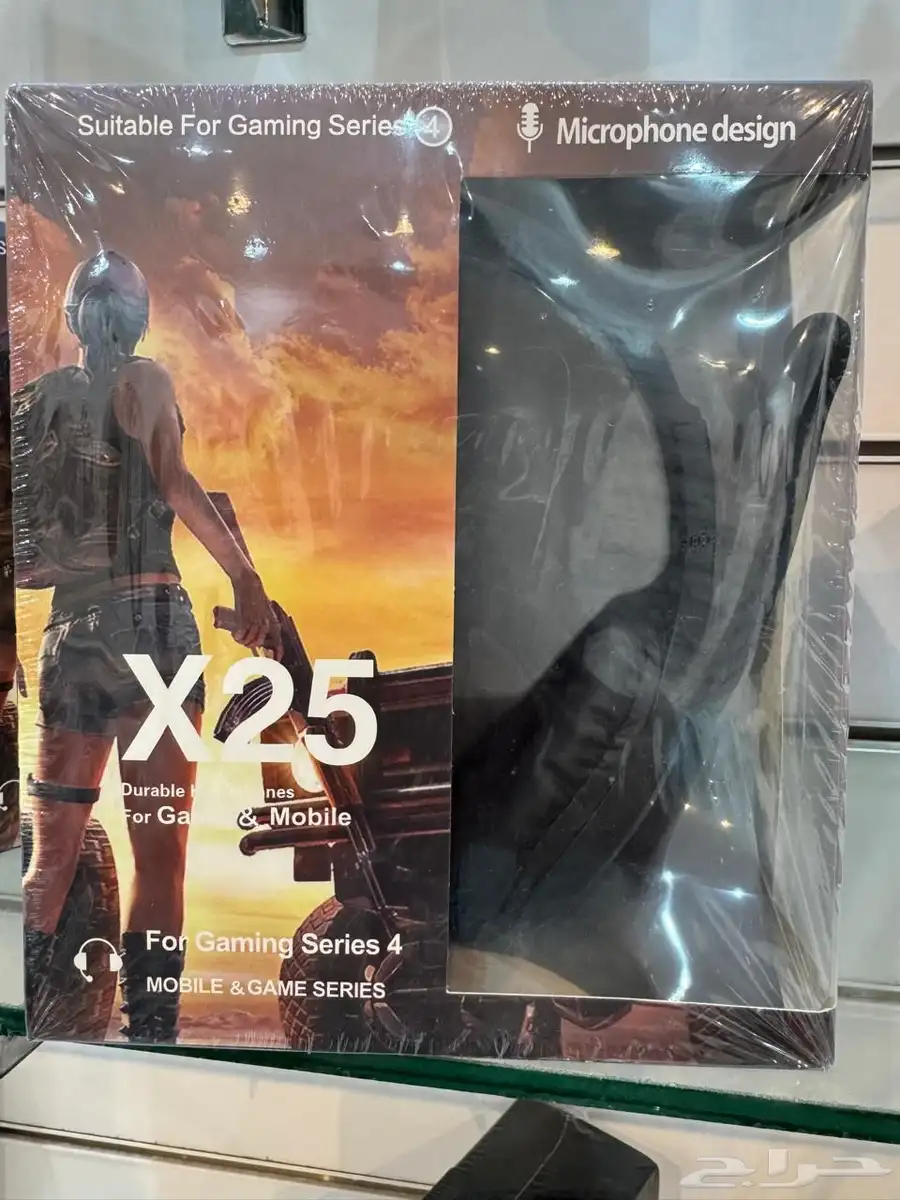 Suitable For Gaming Series 4
Microphone design
X25
Durable
For Game & Mobile
For Gaming Series 4
MOBILE & GAME SERIES
حراج